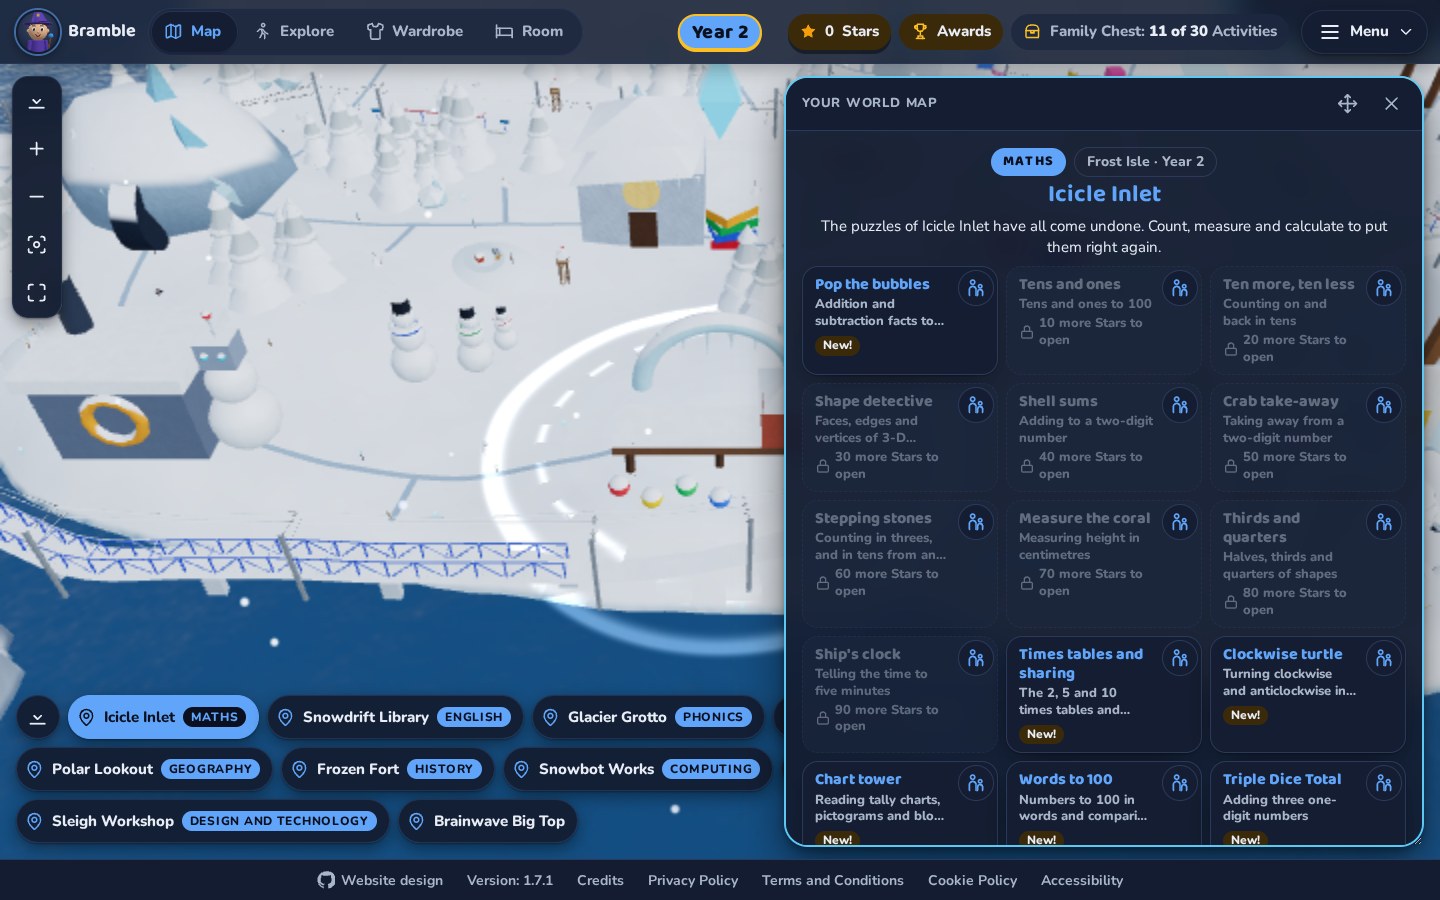 Bramble
Map
Explore
Wardrobe
Room
Year 2
0 Stars
Awards
Family Chest: 11 of 30 Activities
Menu
YOUR WORLD MAP
MATHS
Frost Isle · Year 2
Icicle Inlet
The puzzles of Icicle Inlet have all come undone. Count, measure and calculate to put
them right again.
Pop the bubbles
Addition and
subtraction facts to…
New!
Tens and ones
Tens and ones to 100
10 more Stars to
open
Ten more, ten less
Counting on and
back in tens
20 more Stars to
open
Shape detective
Faces, edges and
vertices of 3-D…
30 more Stars to
open
Shell sums
Adding to a two-digit
number
40 more Stars to
open
Crab take-away
Taking away from a
two-digit number
50 more Stars to
open
Stepping stones
Counting in threes,
and in tens from an…
60 more Stars to
open
Measure the coral
Measuring height in
centimetres
70 more Stars to
open
Thirds and
quarters
Halves, thirds and
quarters of shapes
80 more Stars to
open
Ship's clock
Telling the time to
five minutes
90 more Stars to
open
Times tables and
sharing
The 2, 5 and 10
times tables and…
New!
Clockwise turtle
Turning clockwise
and anticlockwise in…
New!
Chart tower
Reading tally charts,
pictograms and blo…
New!
Words to 100
Numbers to 100 in
words and compari…
New!
Triple Dice Total
Adding three one-
digit numbers
New!
Icicle Inlet MATHS
Snowdrift Library ENGLISH
Glacier Grotto PHONICS
Polar Lookout GEOGRAPHY
Frozen Fort HISTORY
Snowbot Works COMPUTING
Sleigh Workshop DESIGN AND TECHNOLOGY
Brainwave Big Top
Website design
Version: 1.7.1
Credits
Privacy Policy
Terms and Conditions
Cookie Policy
Accessibility